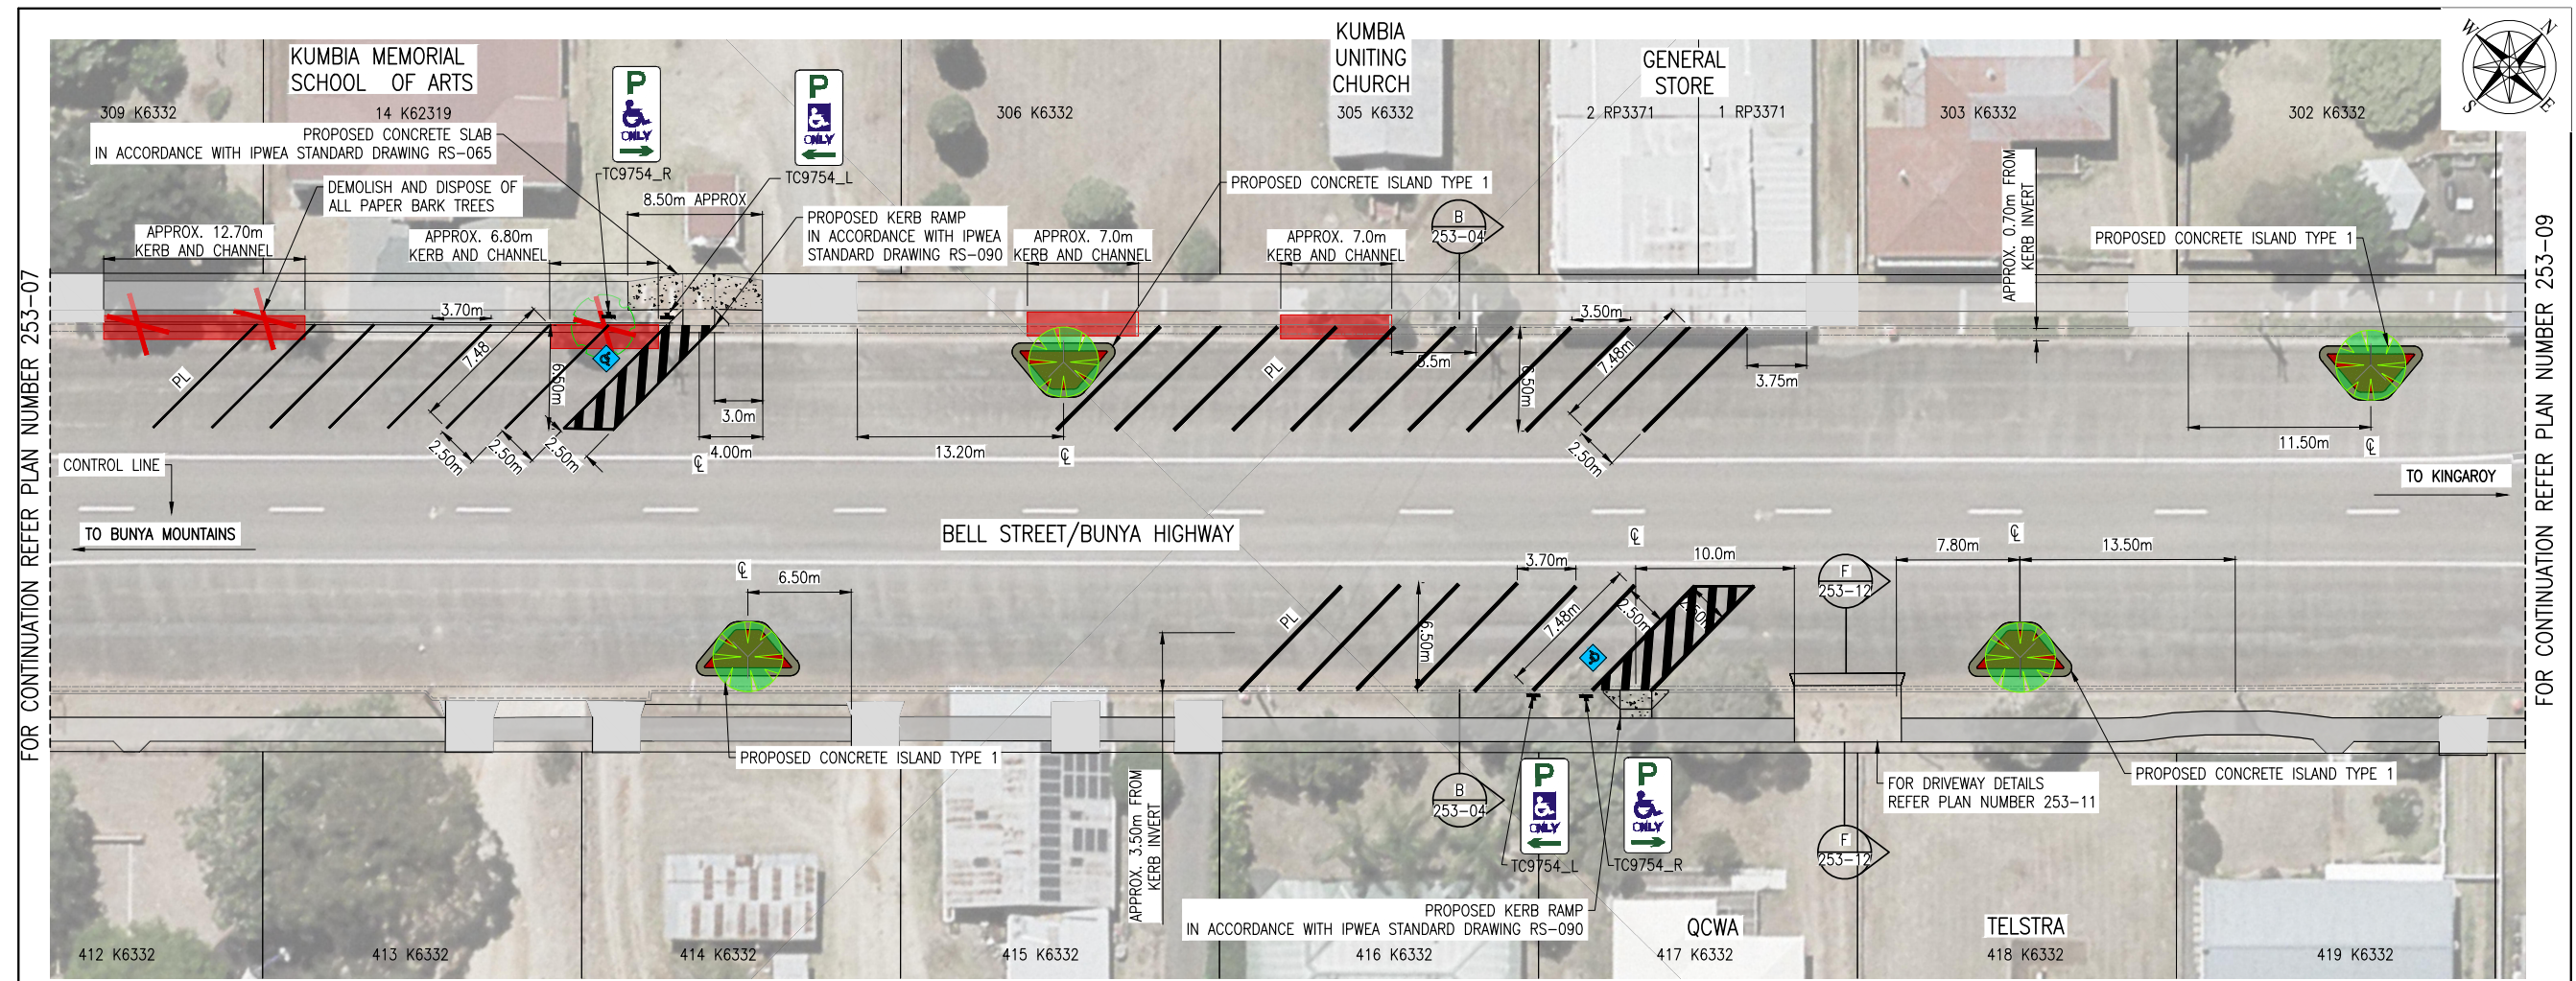 KUMBIA MEMORIAL
SCHOOL OF ARTS
309 K6332
14 K62319
PROPOSED CONCRETE SLAB
IN ACCORDANCE WITH IPWEA STANDARD DRAWING RS-065
DEMOLISH AND DISPOSE OF
ALL PAPER BARK TREES
APPROX. 12.70m
KERB AND CHANNEL
APPROX. 6.80m
KERB AND CHANNEL
P
ONLY
TC9754_R
P
ONLY
TC9754_L
8.50m APPROX
PROPOSED KERB RAMP
IN ACCORDANCE WITH IPWEA
STANDARD DRAWING RS-090
306 K6332
APPROX. 7.0m
KERB AND CHANNEL
PROPOSED CONCRETE ISLAND TYPE 1
KUMBIA
UNITING
CHURCH
305 K6332
APPROX. 7.0m
KERB AND CHANNEL
B
253-04
GENERAL
STORE
2 RP3371
1 RP3371
303 K6332
302 K6332
APPROX. 0.70m FROM
KERB INVERT
PROPOSED CONCRETE ISLAND TYPE 1
W
N
S
E
FOR CONTINUATION REFER PLAN NUMBER 253-07
FOR CONTINUATION REFER PLAN NUMBER 253-09
3.70m
7.48
6.50m
PL
2.50m
2.50m
2.50m
3.0m
4.00m
℄
13.20m
℄
PL
5.5m
6.50m
3.50m
7.48m
2.50m
3.75m
11.50m
℄
CONTROL LINE
TO BUNYA MOUNTAINS
BELL STREET/BUNYA HIGHWAY
TO KINGAROY
℄
6.50m
PROPOSED CONCRETE ISLAND TYPE 1
APPROX. 3.50m FROM
KERB INVERT
PL
6.50m
3.70m
7.48m
2.50m
2.50m
℄
10.0m
F
253-12
7.80m
℄
13.50m
B
253-04
P
ONLY
TC9754_L
P
ONLY
TC9754_R
PROPOSED KERB RAMP
IN ACCORDANCE WITH IPWEA STANDARD DRAWING RS-090
F
253-12
FOR DRIVEWAY DETAILS
REFER PLAN NUMBER 253-11
PROPOSED CONCRETE ISLAND TYPE 1
QCWA
TELSTRA
412 K6332
413 K6332
414 K6332
415 K6332
416 K6332
417 K6332
418 K6332
419 K6332